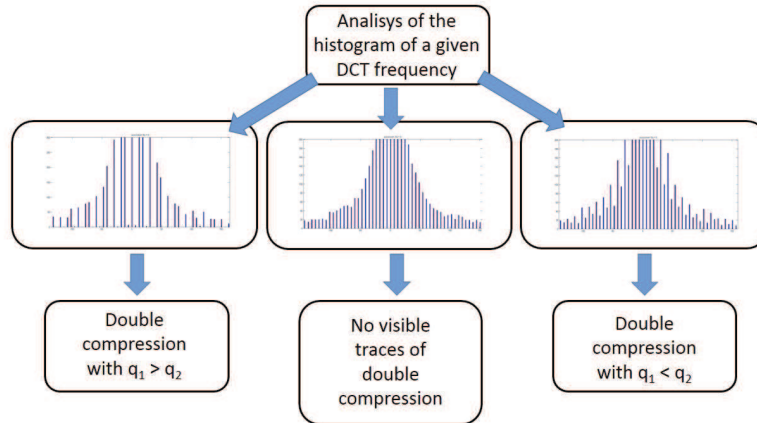 Analisys of the
histogram of a given
DCT frequency
Double
compression
with q₁ > q₂
No visible
traces of
double
compression
Double
compression
with q₁ < q₂